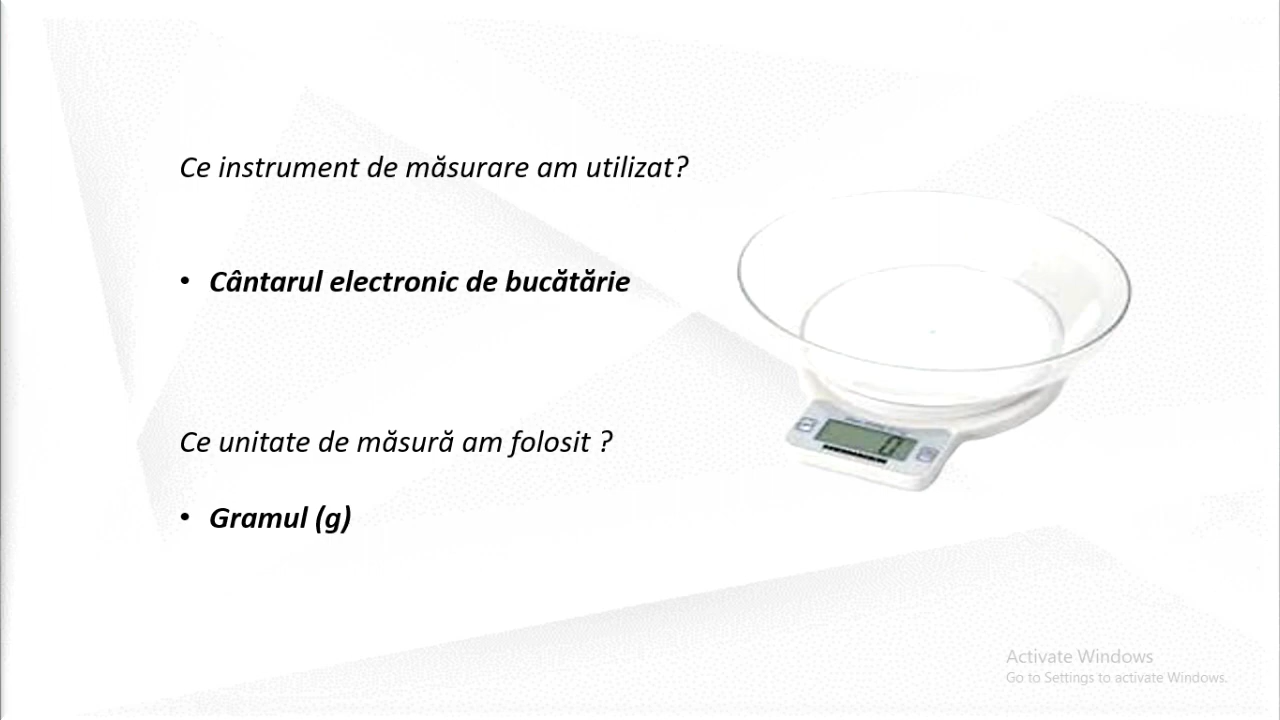 Ce instrument de măsurare am utilizat?
• Cântarul electronic de bucătărie
Ce unitate de măsură am folosit ?
• Gramul (g)
0
Activate Windows
Go to Settings to activate Windows.